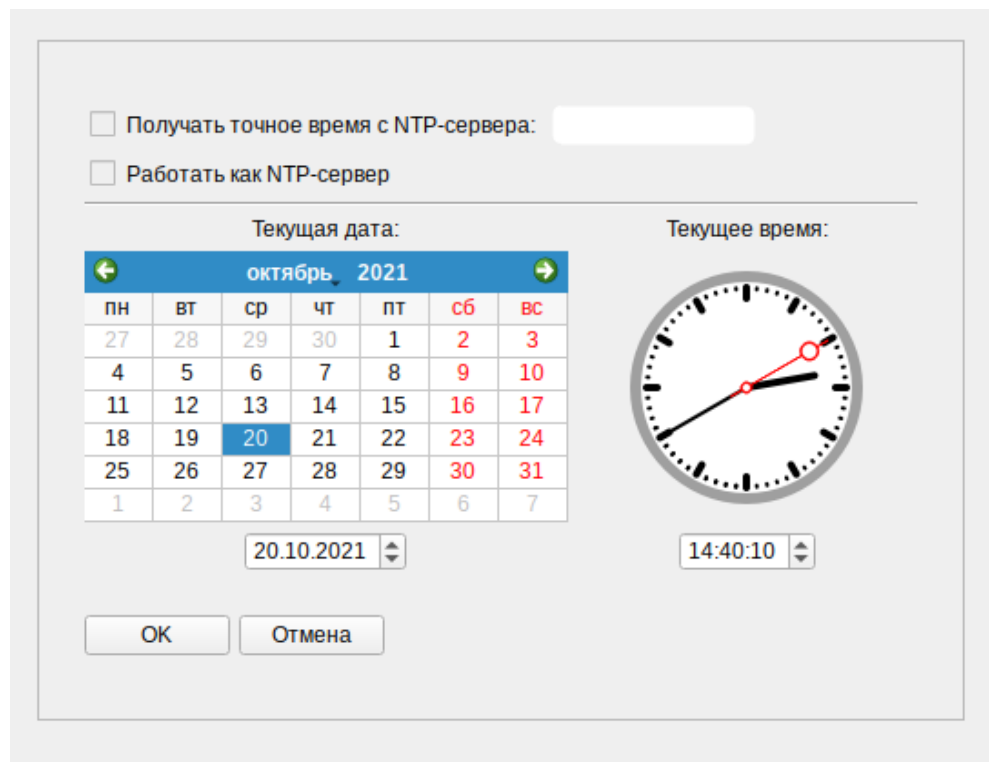 Получать точное время с NTP-сервера:
Работать как NTP-сервер
Текущая дата:
октябрь 2021
пн вт ср чт пт сб вс
27 28 29 30 1 2 3
4 5 6 7 8 9 10
11 12 13 14 15 16 17
18 19 20 21 22 23 24
25 26 27 28 29 30 31
1 2 3 4 5 6 7
20.10.2021
Текущее время:
14:40:10
OK Отмена